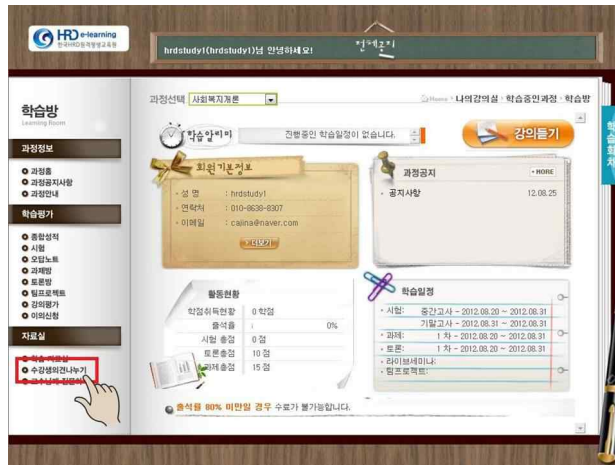 HRD e-learning
한국HRD원격평생교육원
hrdstudy1(hrdstudy1)님 안녕하세요!
학습방
Learning Room
과정정보
과정홈
과정공지사항
과정안내
학습평가
종합성적
시험
오답노트
과제방
토론방
팀프로젝트
강의평가
이의신청
자료실
학습 자료실
수강생의견나누기
과정선택 사회복지개론
Home · 나의강의실 · 학습중인과정 · 학습방
학습알리미
진행중인 학습일정이 없습니다.
강의듣기
회원기본정보
성 명 : hrdstudy1
연락처 : 010-8638-8307
이메일 : cajina@naver.com
더보기
과정공지
MORE
공지사항 12.08.25
활동현황
학점취득현황 0 학점
출석률 : 0%
시험 총점 0 점
토론총점 10 점
과제총점 15 점
학습일정
시험: 중간고사 - 2012.08.20 ~ 2012.08.31
기말고사 - 2012.08.31 ~ 2012.08.31
과제: 1 차 - 2012.08.20 ~ 2012.08.31
토론: 1 차 - 2012.08.20 ~ 2012.08.31
라이브세미나:
팀프로젝트:
출석률 80% 미만일 경우 수료가 불가능합니다.
학습회차